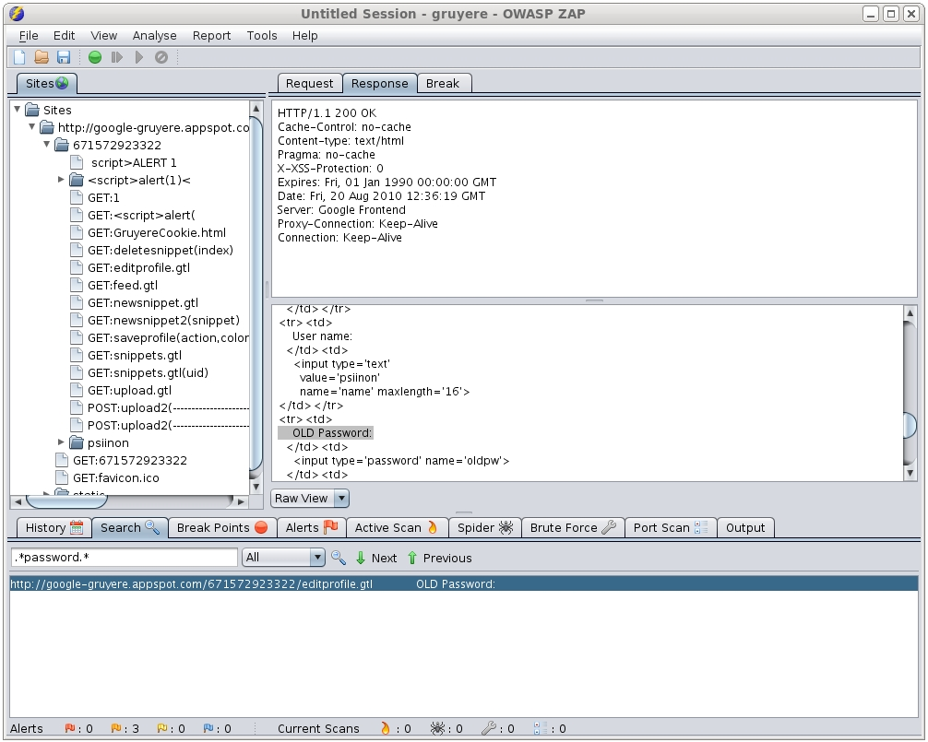 Untitled Session - gruyere - OWASP ZAP
File Edit View Analyse Report Tools Help
Sites
Request Response Break
Sites
http://google-gruyere.appspot.co
671572923322
script>ALERT 1
<script>alert(1)<
GET:1
GET:<script>alert(
GET:GruyereCookie.html
GET:deletesnippet(index)
GET:editprofile.gtl
GET:feed.gtl
GET:newsnippet.gtl
GET:newsnippet2(snippet)
GET:saveprofile(action,color
GET:snippets.gtl
GET:snippets.gtl(uid)
GET:upload.gtl
POST:upload2(---------------------
POST:upload2(---------------------
psiinon
GET:671572923322
GET:favicon.ico
static
HTTP/1.1 200 OK
Cache-Control: no-cache
Content-type: text/html
Pragma: no-cache
X-XSS-Protection: 0
Expires: Fri, 01 Jan 1990 00:00:00 GMT
Date: Fri, 20 Aug 2010 12:36:19 GMT
Server: Google Frontend
Proxy-Connection: Keep-Alive
Connection: Keep-Alive
</td> </tr>
<tr> <td>
User name:
</td> <td>
<input type='text'
value='psiinon'
name='name' maxlength='16'>
</td> </tr>
<tr> <td>
OLD Password:
</td> <td>
<input type='password' name='oldpw'>
</td> <td>
Raw View
History Search Break Points Alerts Active Scan Spider Brute Force Port Scan Output
.*password.* All Next Previous
http://google-gruyere.appspot.com/671572923322/editprofile.gtl OLD Password:
Alerts : 0 : 3 : 0 : 0 Current Scans : 0 : 0 : 0 : 0